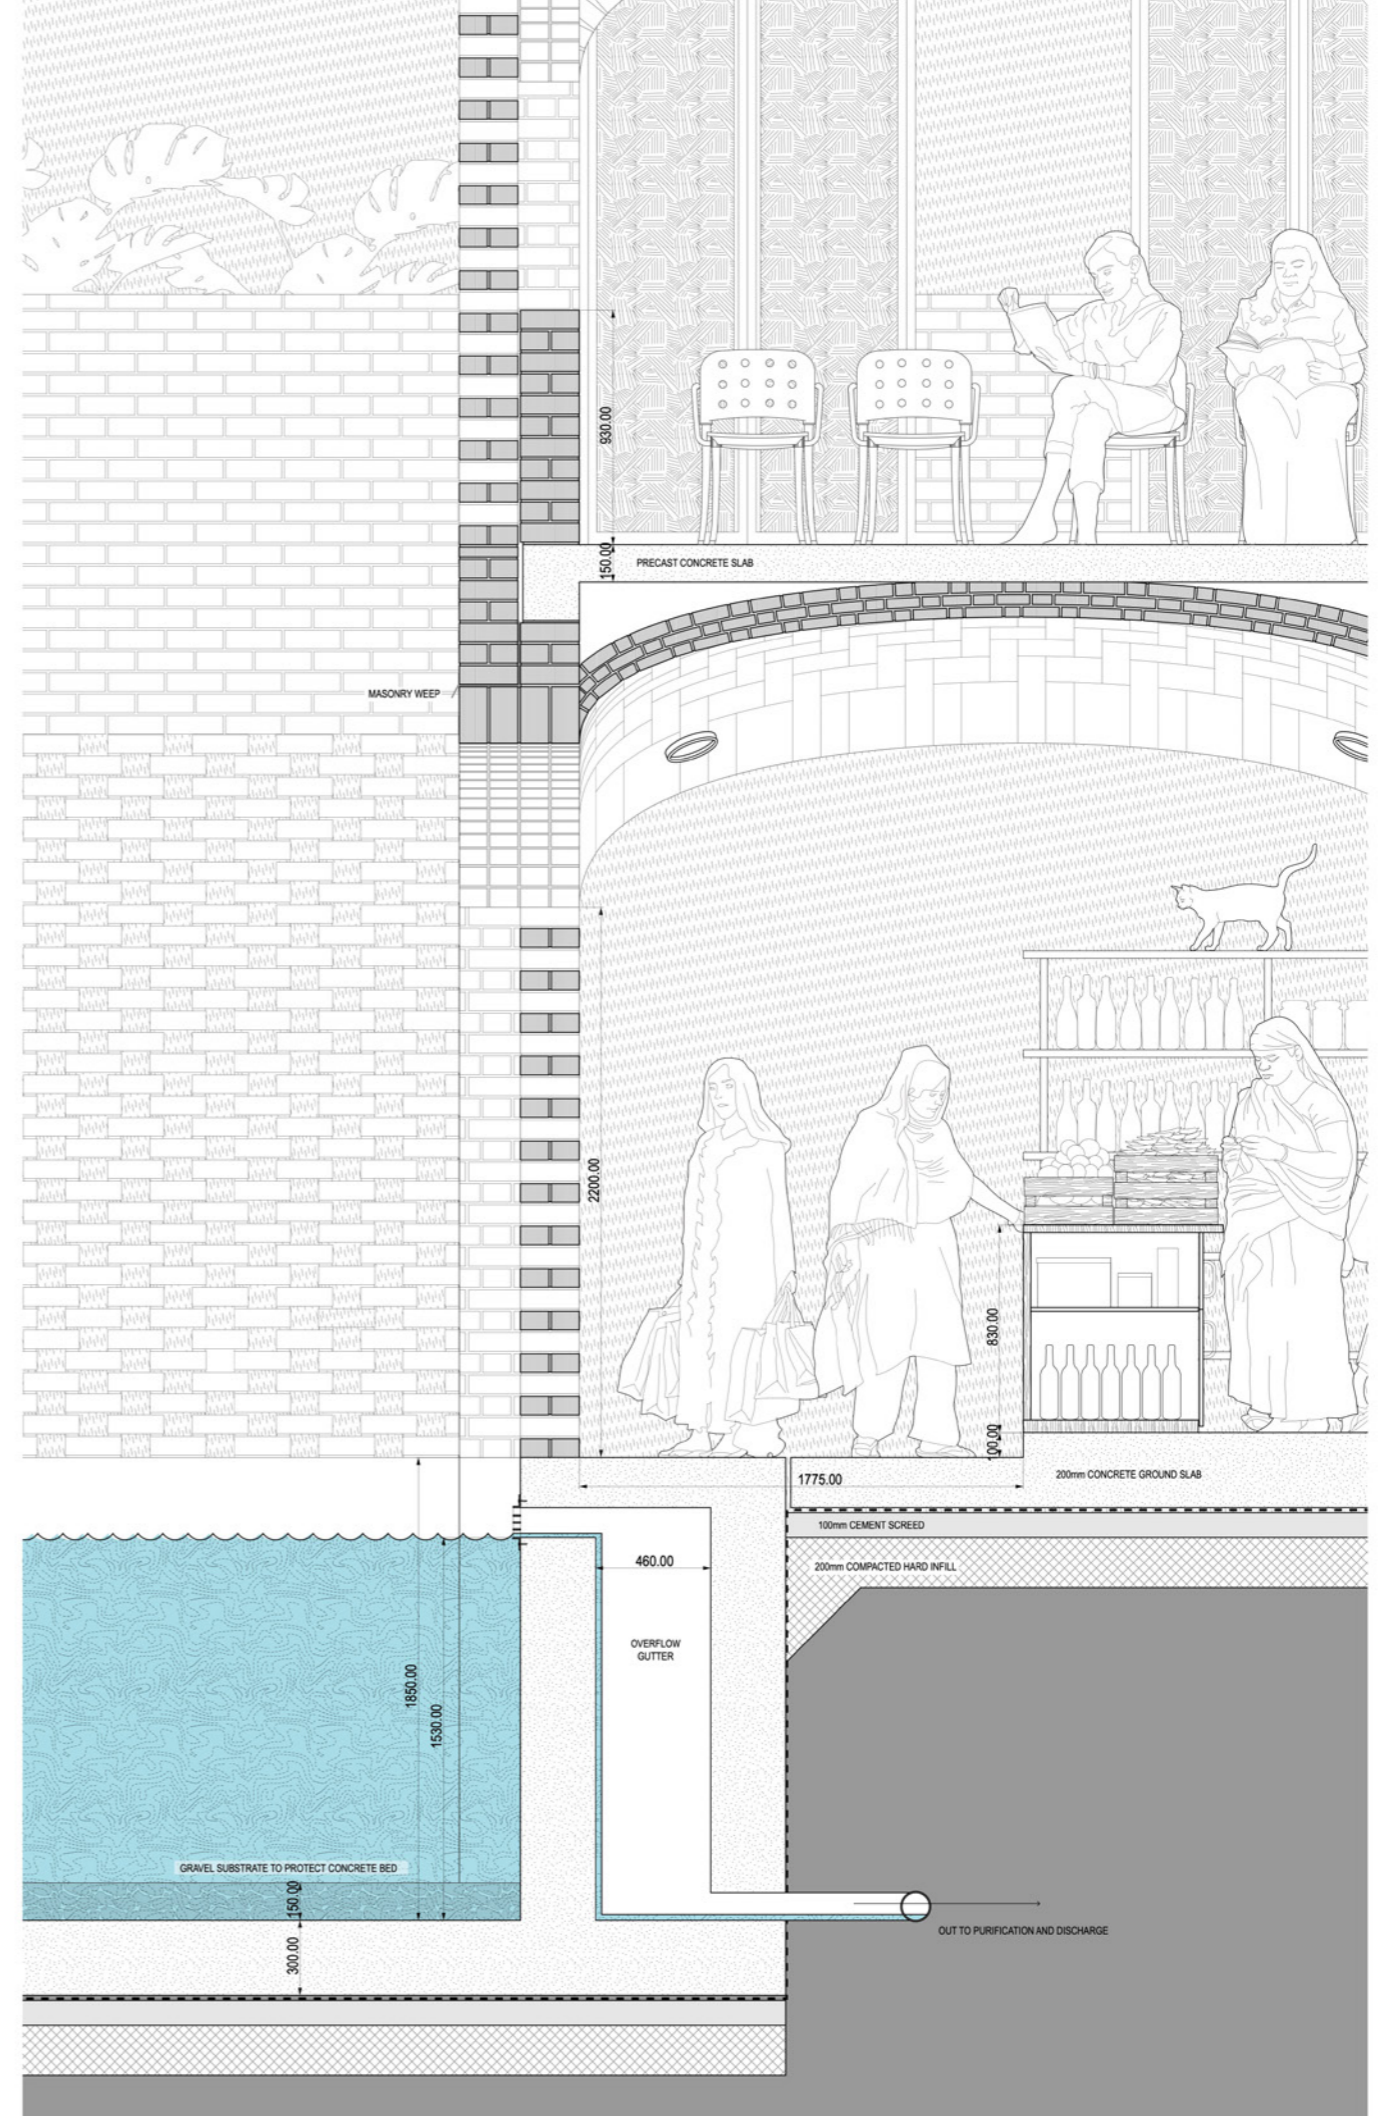 930.00
150.00
PRECAST CONCRETE SLAB
MASONRY WEEP
2200.00
830.00
100.00
1775.00
200mm CONCRETE GROUND SLAB
100mm CEMENT SCREED
460.00
200mm COMPACTED HARD INFILL
OVERFLOW
GUTTER
1850.00
1530.00
GRAVEL SUBSTRATE TO PROTECT CONCRETE BED
150.00
OUT TO PURIFICATION AND DISCHARGE
300.00